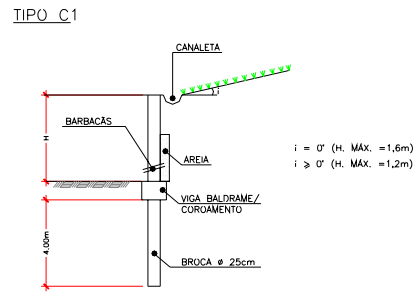 TIPO C1
CANALETA
i
BARBACÃS
H
AREIA
i = 0° (H. MÁX. =1,6m)
i ⩾ 0° (H. MÁX. =1,2m)
VIGA BALDRAME/
COROAMENTO
4.00m
BROCA ø 25cm